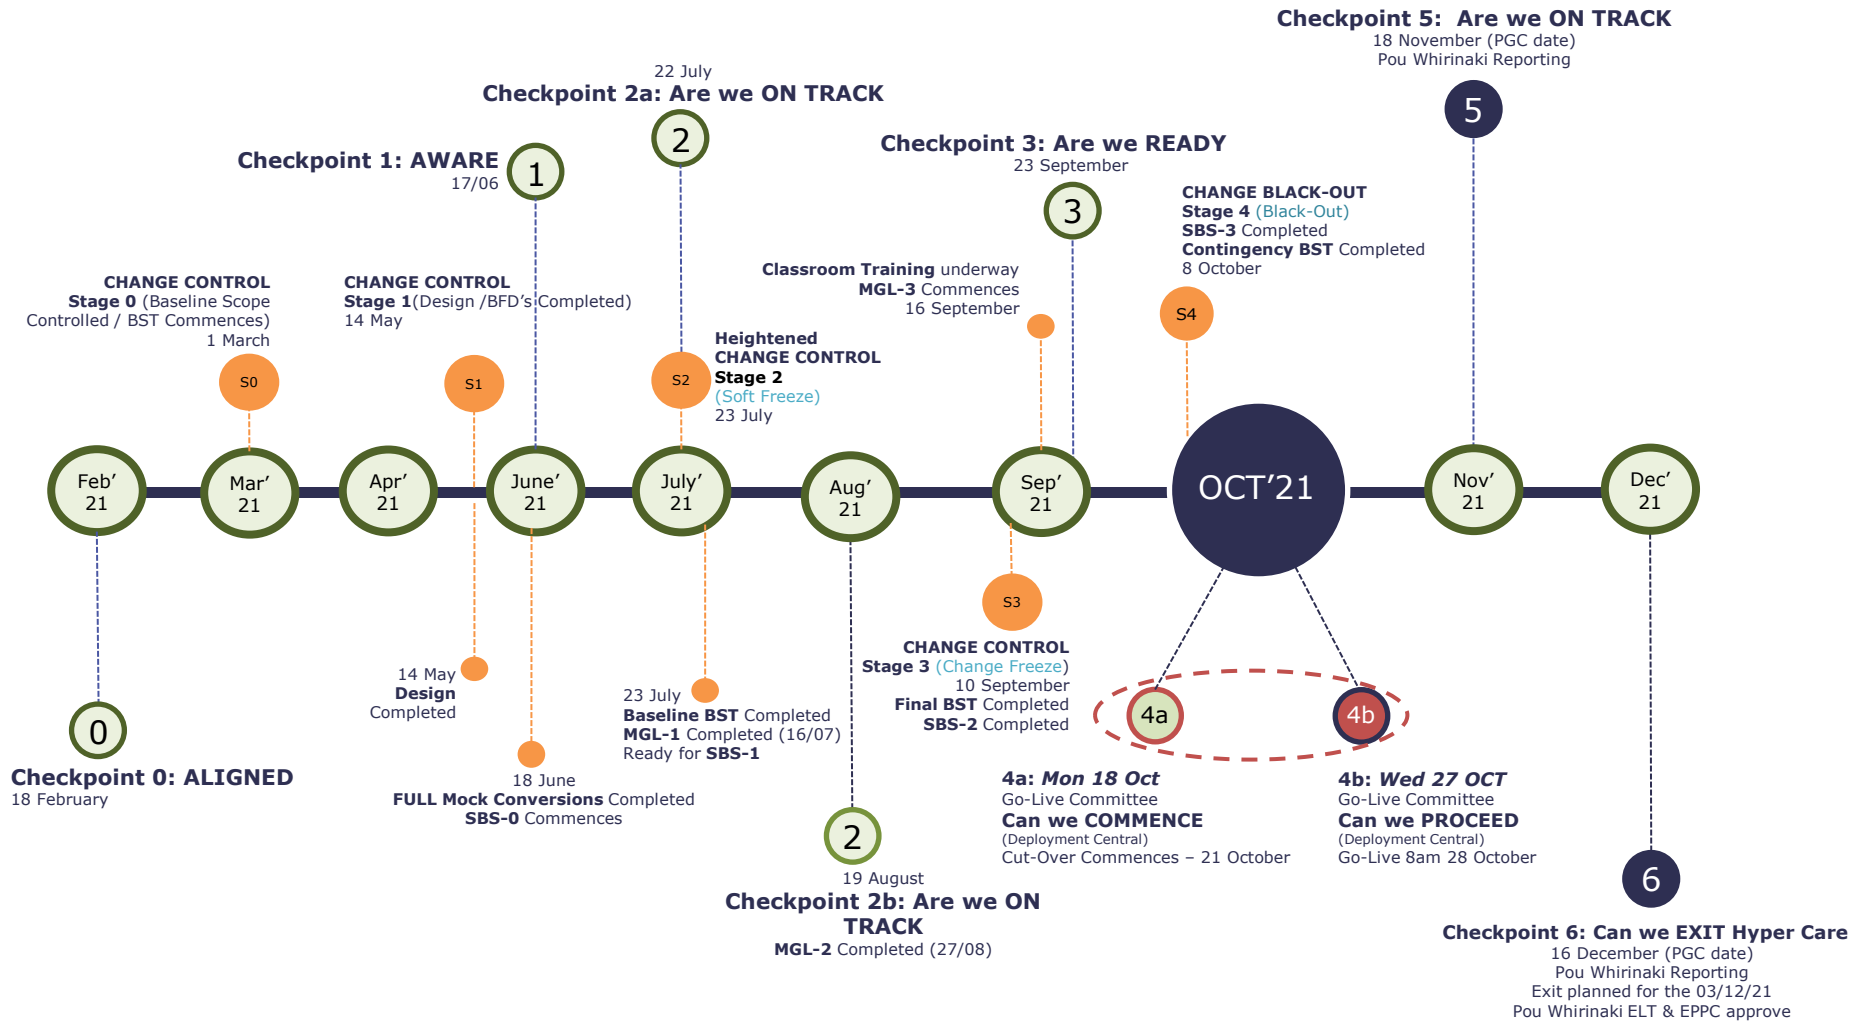 Checkpoint 5:  Are we ON TRACK
18 November (PGC date)
Pou Whirinaki Reporting
5
22 July
Checkpoint 2a: Are we ON TRACK
2
Checkpoint 1: AWARE
17/06
1
Checkpoint 3: Are we READY
23 September
3
CHANGE BLACK-OUT
Stage 4 (Black-Out)
SBS-3 Completed
Contingency BST Completed
8 October
S4
CHANGE CONTROL
Stage 0 (Baseline Scope
Controlled / BST Commences)
1 March
S0
CHANGE CONTROL
Stage 1(Design /BFD's Completed)
14 May
S1
Heightened
CHANGE CONTROL
Stage 2
(Soft Freeze)
23 July
S2
Classroom Training underway
MGL-3 Commences
16 September
Feb’
21
Mar’
21
Apr’
21
June’
21
July’
21
Aug’
21
Sep’
21
OCT’21
Nov’
21
Dec’
21
0
Checkpoint 0: ALIGNED
18 February
14 May
Design
Completed
18 June
FULL Mock Conversions Completed
SBS-0 Commences
23 July
Baseline BST Completed
MGL-1 Completed (16/07)
Ready for SBS-1
2
19 August
Checkpoint 2b: Are we ON
TRACK
MGL-2 Completed (27/08)
S3
CHANGE CONTROL
Stage 3 (Change Freeze)
10 September
Final BST Completed
SBS-2 Completed
4a
4a: Mon 18 Oct
Go-Live Committee
Can we COMMENCE
(Deployment Central)
Cut-Over Commences – 21 October
4b
4b: Wed 27 OCT
Go-Live Committee
Can we PROCEED
(Deployment Central)
Go-Live 8am 28 October
6
Checkpoint 6: Can we EXIT Hyper Care
16 December (PGC date)
Pou Whirinaki Reporting
Exit planned for the 03/12/21
Pou Whirinaki ELT & EPPC approve